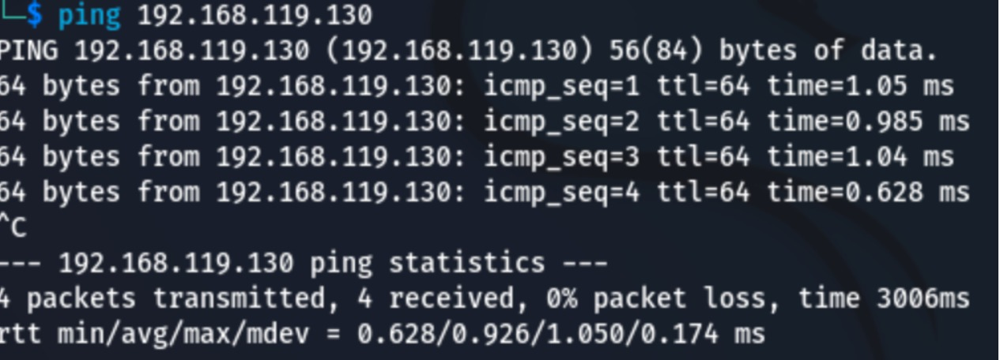 └─$ ping 192.168.119.130
PING 192.168.119.130 (192.168.119.130) 56(84) bytes of data.
64 bytes from 192.168.119.130: icmp_seq=1 ttl=64 time=1.05 ms
64 bytes from 192.168.119.130: icmp_seq=2 ttl=64 time=0.985 ms
64 bytes from 192.168.119.130: icmp_seq=3 ttl=64 time=1.04 ms
64 bytes from 192.168.119.130: icmp_seq=4 ttl=64 time=0.628 ms
^C
--- 192.168.119.130 ping statistics ---
4 packets transmitted, 4 received, 0% packet loss, time 3006ms
rtt min/avg/max/mdev = 0.628/0.926/1.050/0.174 ms